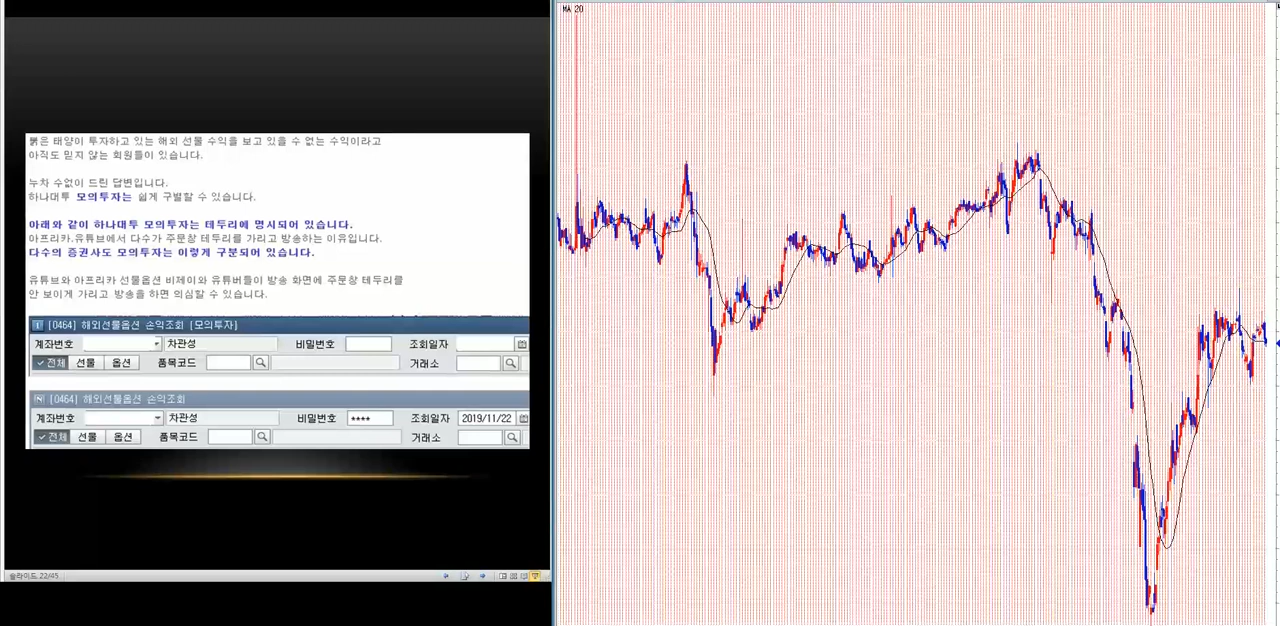 붉은 태양이 투자하고 있는 해외 선물 수익을 보고 있을 수 없는 수익이라고
아직도 믿지 않는 회원들이 있습니다.
누차 수없이 드린 답변입니다.
하나대투 모의투자는 쉽게 구별할 수 있습니다.
아래와 같이 하나대투 모의투자는 테두리에 명시되어 있습니다.
아프리카.유튜브에서 다수가 주문창 테두리를 가리고 방송하는 이유입니다.
다수의 증권사도 모의투자는 이렇게 구분되어 있습니다.
유튜브와 아프리카 선물옵션 비제이와 유튜버들이 방송 화면에 주문창 테두리를
안 보이게 가리고 방송을 하면 의심할 수 있습니다.
[0464] 해외선물옵션 손익조회 [모의투자]
계좌번호 차관성 비밀번호 조회일자
전체 선물 옵션 품목코드 거래소
[0464] 해외선물옵션 손익조회
계좌번호 차관성 비밀번호 **** 조회일자 2019/11/22
전체 선물 옵션 품목코드 거래소
슬라이드 22/45
MA 20